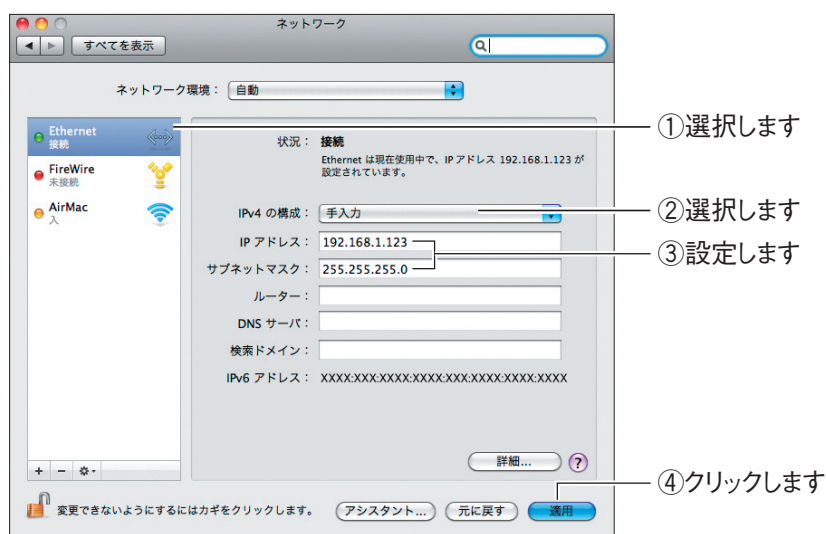 ネットワーク
すべてを表示
ネットワーク環境： 自動
Ethernet
接続
FireWire
未接続
AirMac
入
状況： 接続
Ethernet は現在使用中で、IP アドレス 192.168.1.123 が
設定されています。
IPv4 の構成： 手入力
IP アドレス： 192.168.1.123
サブネットマスク： 255.255.255.0
ルーター：
DNS サーバ：
検索ドメイン：
IPv6 アドレス： XXXX:XXX:XXXX:XXXX:XXX:XXXX:XXXX:XXXX
詳細... ?
変更できないようにするにはカギをクリックします。
アシスタント... 元に戻す 適用
①選択します
②選択します
③設定します
④クリックします